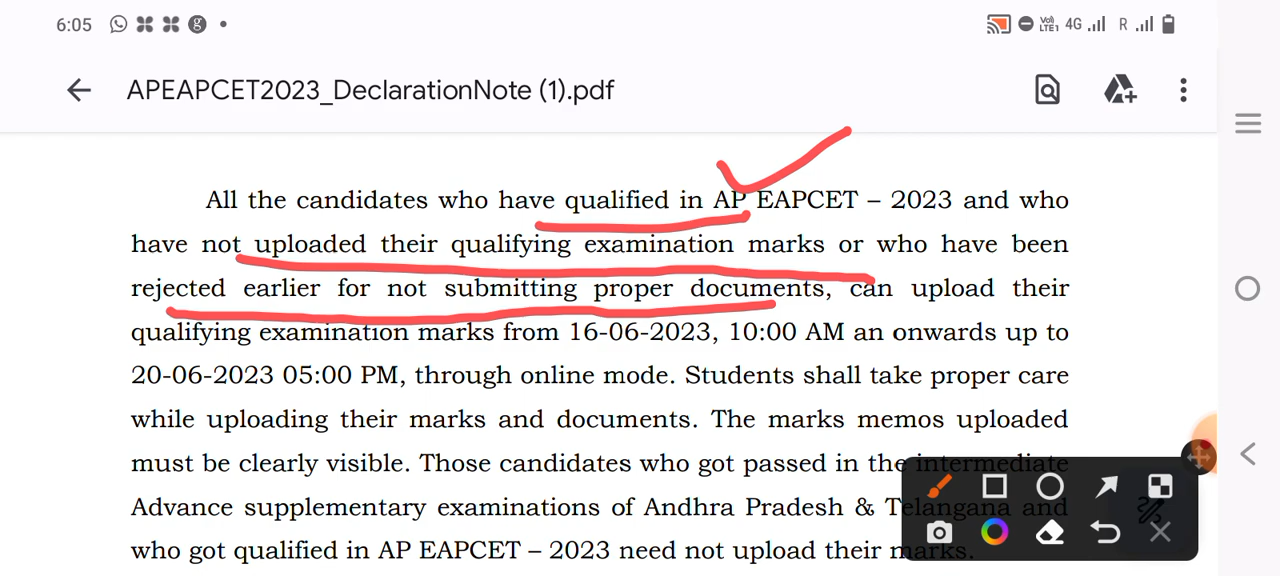 6:05 g VoI LTE1 4G R
APEAPCET2023_DeclarationNote (1).pdf
All the candidates who have qualified in AP EAPCET – 2023 and who
have not uploaded their qualifying examination marks or who have been
rejected earlier for not submitting proper documents, can upload their
qualifying examination marks from 16-06-2023, 10:00 AM an onwards up to
20-06-2023 05:00 PM, through online mode. Students shall take proper care
while uploading their marks and documents. The marks memos uploaded
must be clearly visible. Those candidates who got passed in the intermediate
Advance supplementary examinations of Andhra Pradesh & Telangana and
who got qualified in AP EAPCET – 2023 need not upload their marks.